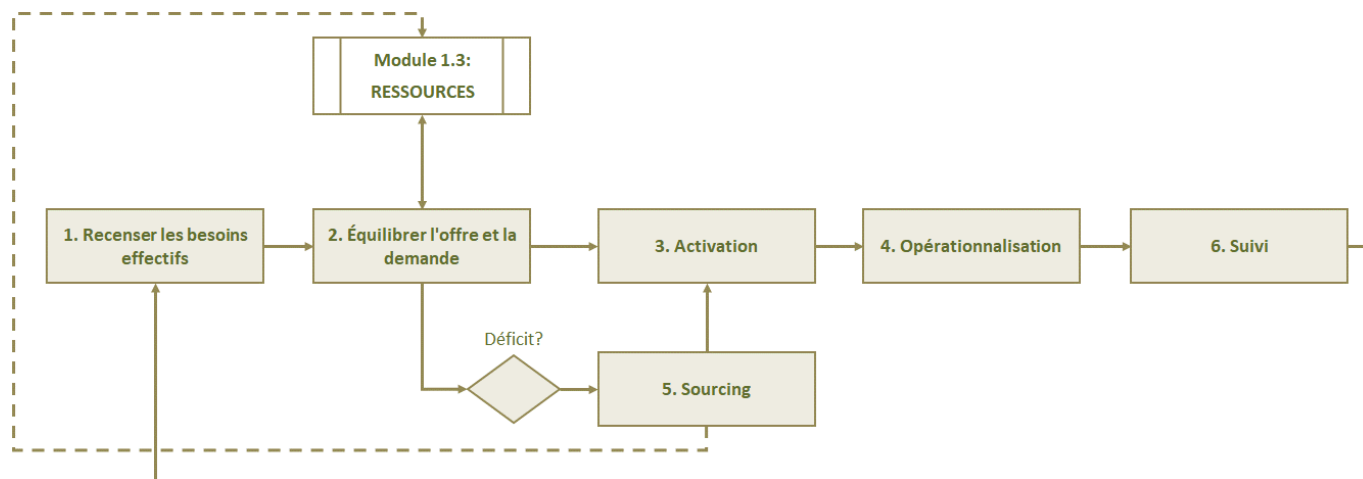 Module 1.3:
RESSOURCES
1. Recenser les besoins
effectifs
2. Équilibrer l'offre et la
demande
3. Activation
4. Opérationnalisation
6. Suivi
Déficit?
5. Sourcing